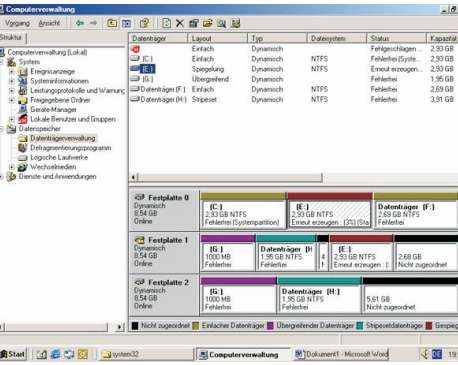 Computerverwaltung
Vorgang Ansicht
Struktur
Computerverwaltung (Lokal)
System
Ereignisanzeige
Systeminformationen
Leistungsprotokolle und Warnung
Freigegebene Ordner
Geräte-Manager
Lokale Benutzer und Gruppen
Datenspeicher
Datenträgerverwaltung
Defragmentierungsprogramm
Logische Laufwerke
Wechselmedien
Dienste und Anwendungen
Datenträger Layout Typ Dateisystem Status Kapazität
Einfach Dynamisch Fehlgeschlagen... 2,93 GB
(C:) Einfach Dynamisch NTFS Fehlerfrei (Syste... 2,93 GB
(E:) Spiegelung Dynamisch NTFS Erneut erzeugen... 2,93 GB
(G:) Übergreifend Dynamisch Fehlerfrei 1,95 GB
Datenträger (F:) Einfach Dynamisch NTFS Fehlerfrei 2,69 GB
Datenträger (H:) Stripeset Dynamisch NTFS Fehlerfrei 3,91 GB
Festplatte 0
Dynamisch
8,54 GB
Online
(C:)
2,93 GB NTFS
Fehlerfrei (Systempartition)
(E:)
2,93 GB NTFS
Erneut erzeugen : (3%) (Sta
Datenträger (F:)
2,69 GB NTFS
Fehlerfrei
Festplatte 1
Dynamisch
8,54 GB
Online
(G:)
1000 MB
Fehlerfrei
Datenträger (H
1,95 GB NTFS
Fehlerfrei
(E:)
2,93 GB NTFS
Erneut erzeugen : (
2,68 GB
Nicht zugeordnet
Festplatte 2
Dynamisch
8,54 GB
Online
(G:)
1000 MB
Fehlerfrei
Datenträger (H:)
1,95 GB NTFS
Fehlerfrei
5,61 GB
Nicht zugeordnet
Nicht zugeordnet Einfacher Datenträger Übergreifender Datenträger Stripesetdatenträger Gespieg
Start system32 Computerverwaltung Dokument1 - Microsoft Word DE